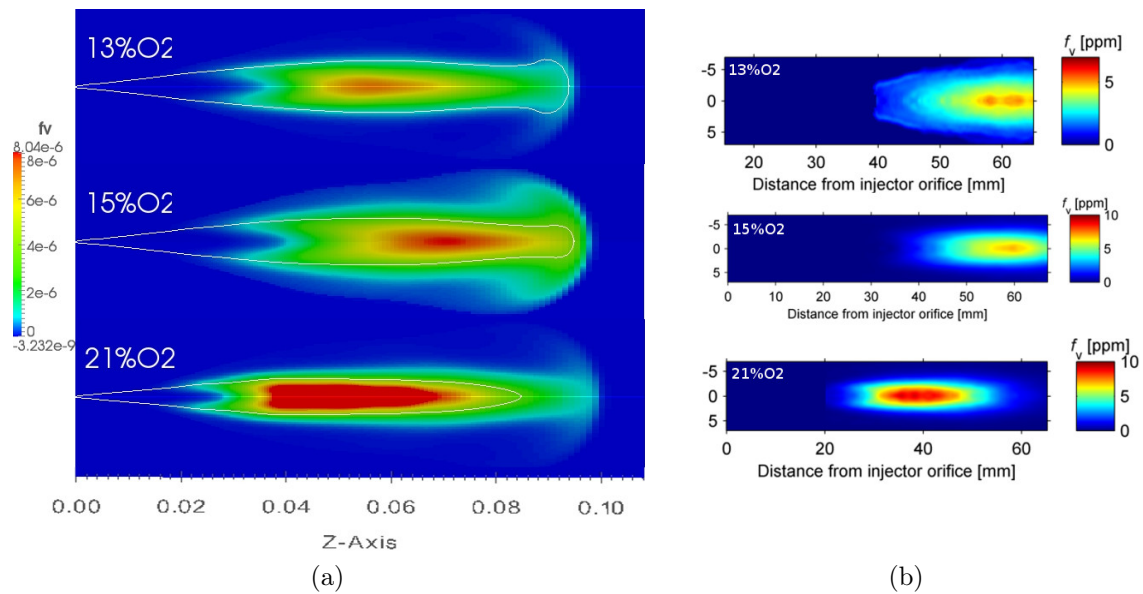 13%O2
15%O2
21%O2
fv
8.04e-6
8e-6
6e-6
4e-6
2e-6
0
-3.232e-9
0.00 0.02 0.04 0.06 0.08 0.10
Z-Axis
(a)
13%O2
-5
0
5
20 30 40 50 60
Distance from injector orifice [mm]
fv [ppm]
5
0
15%O2
-5
0
5
0 10 20 30 40 50 60
Distance from injector orifice [mm]
fv [ppm]
10
5
0
21%O2
-5
0
5
0 20 40 60
Distance from injector orifice [mm]
fv [ppm]
10
5
0
(b)